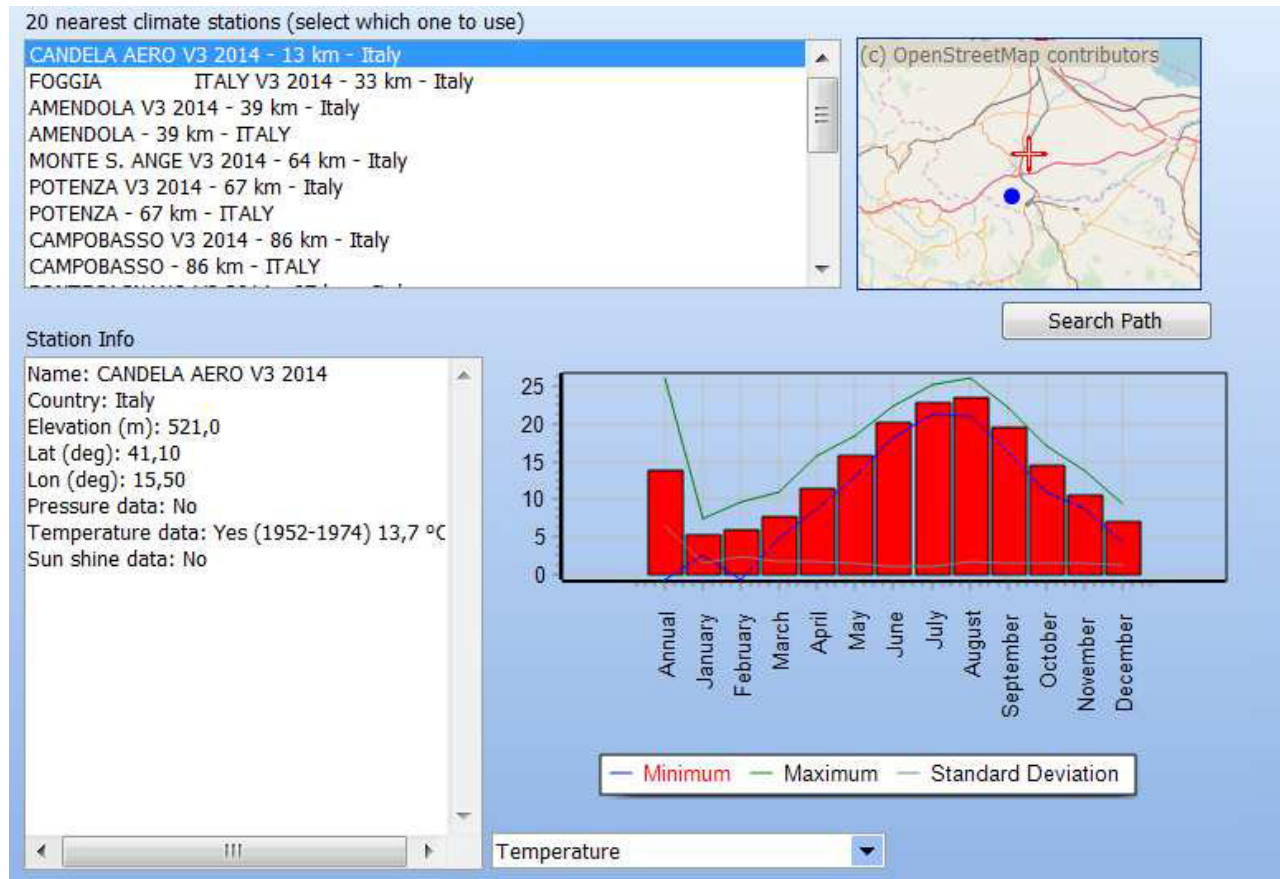 20 nearest climate stations (select which one to use)
CANDELA AERO V3 2014 - 13 km - Italy
FOGGIA ITALY V3 2014 - 33 km - Italy
AMENDOLA V3 2014 - 39 km - Italy
AMENDOLA - 39 km - ITALY
MONTE S. ANGE V3 2014 - 64 km - Italy
POTENZA V3 2014 - 67 km - Italy
POTENZA - 67 km - ITALY
CAMPOBASSO V3 2014 - 86 km - Italy
CAMPOBASSO - 86 km - ITALY
(c) OpenStreetMap contributors
Search Path
Station Info
Name: CANDELA AERO V3 2014
Country: Italy
Elevation (m): 521,0
Lat (deg): 41,10
Lon (deg): 15,50
Pressure data: No
Temperature data: Yes (1952-1974) 13,7 ºC
Sun shine data: No
25
20
15
10
5
0
Annual
January
February
March
April
May
June
July
August
September
October
November
December
Minimum
Maximum
Standard Deviation
Temperature